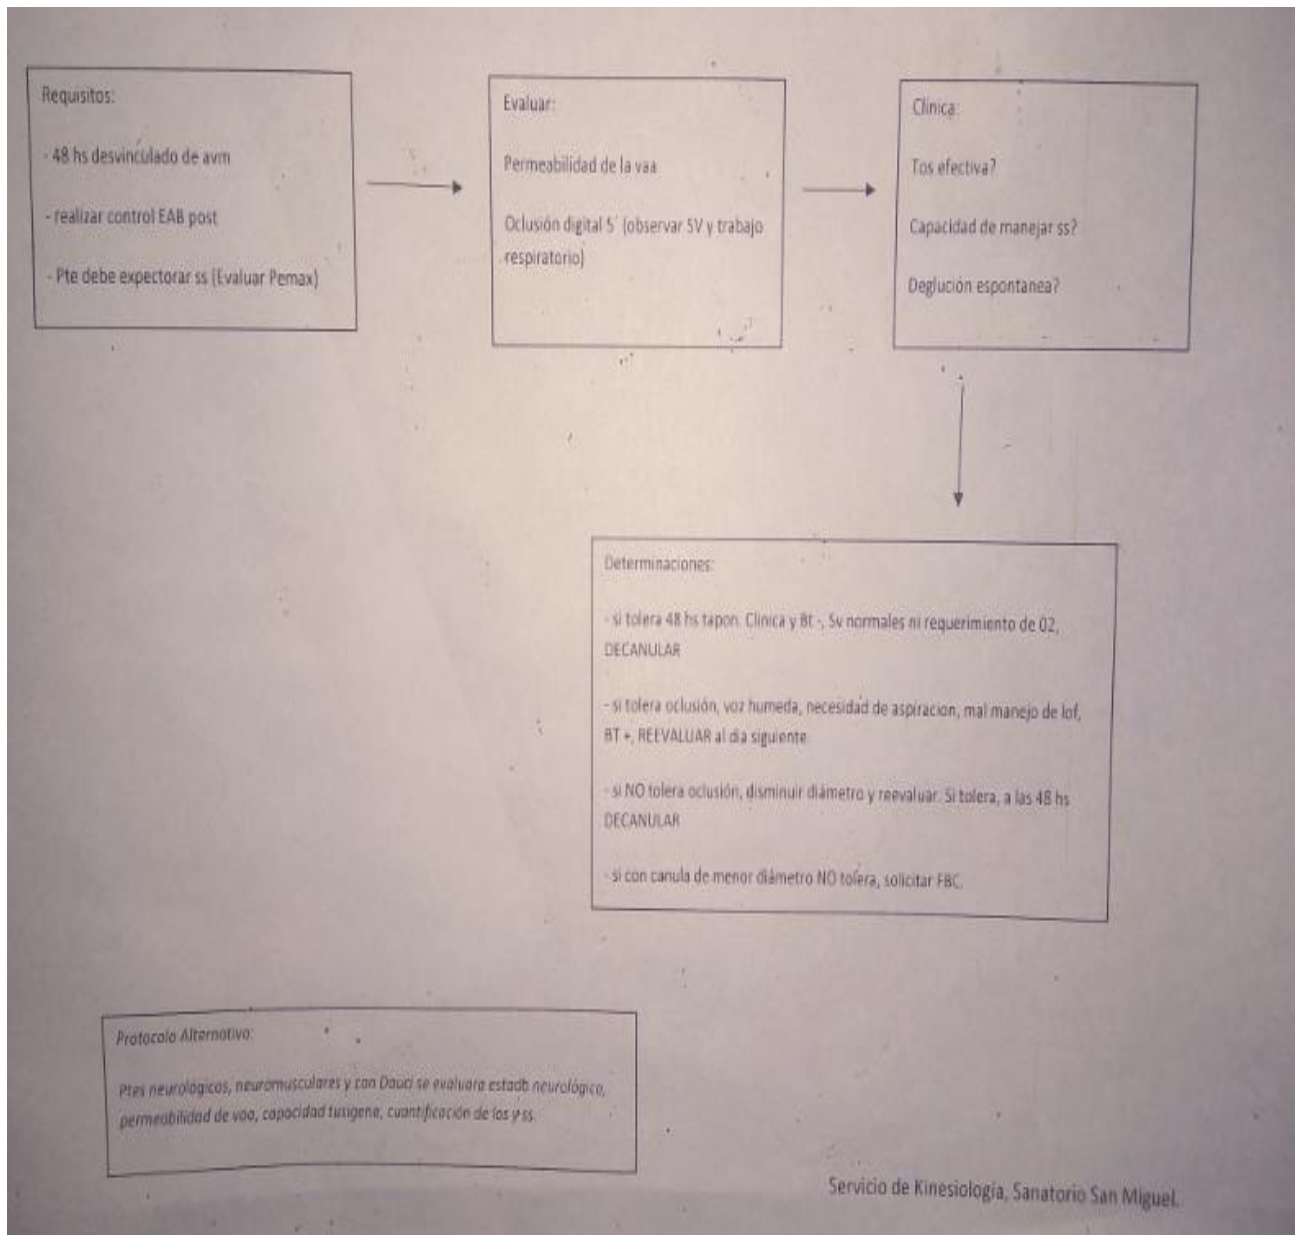 Requisitos:
- 48 hs desvinculado de avm
- realizar control EAB post
- Pte debe expectorar ss (Evaluar Pemax)
Evaluar:
Permeabilidad de la vaa
Oclusión digital 5' (observar SV y trabajo
respiratorio)
Clinica:
Tos efectiva?
Capacidad de manejar ss?
Deglución espontanea?
Determinaciones:
- si tolera 48 hs tapon. Clinica y Bt -, Sv normales ni requerimiento de 02,
DECANULAR
- si tolera oclusión, voz humeda, necesidad de aspiracion, mal manejo de lof,
BT +, REEVALUAR al dia siguiente
- si NO tolera oclusión, disminuir diámetro y reevaluar. Si tolera, a las 48 hs
DECANULAR
- si con canula de menor diámetro NO tolera, solicitar FBC.
Protocolo Alternativo:
Ptes neurológicos, neuromusculares y con Dauci se evaluara estado neurológico,
permeabilidad de vaa, capacidad tusigena, cuantificación de los y ss.
Servicio de Kinesiología, Sanatorio San Miguel.